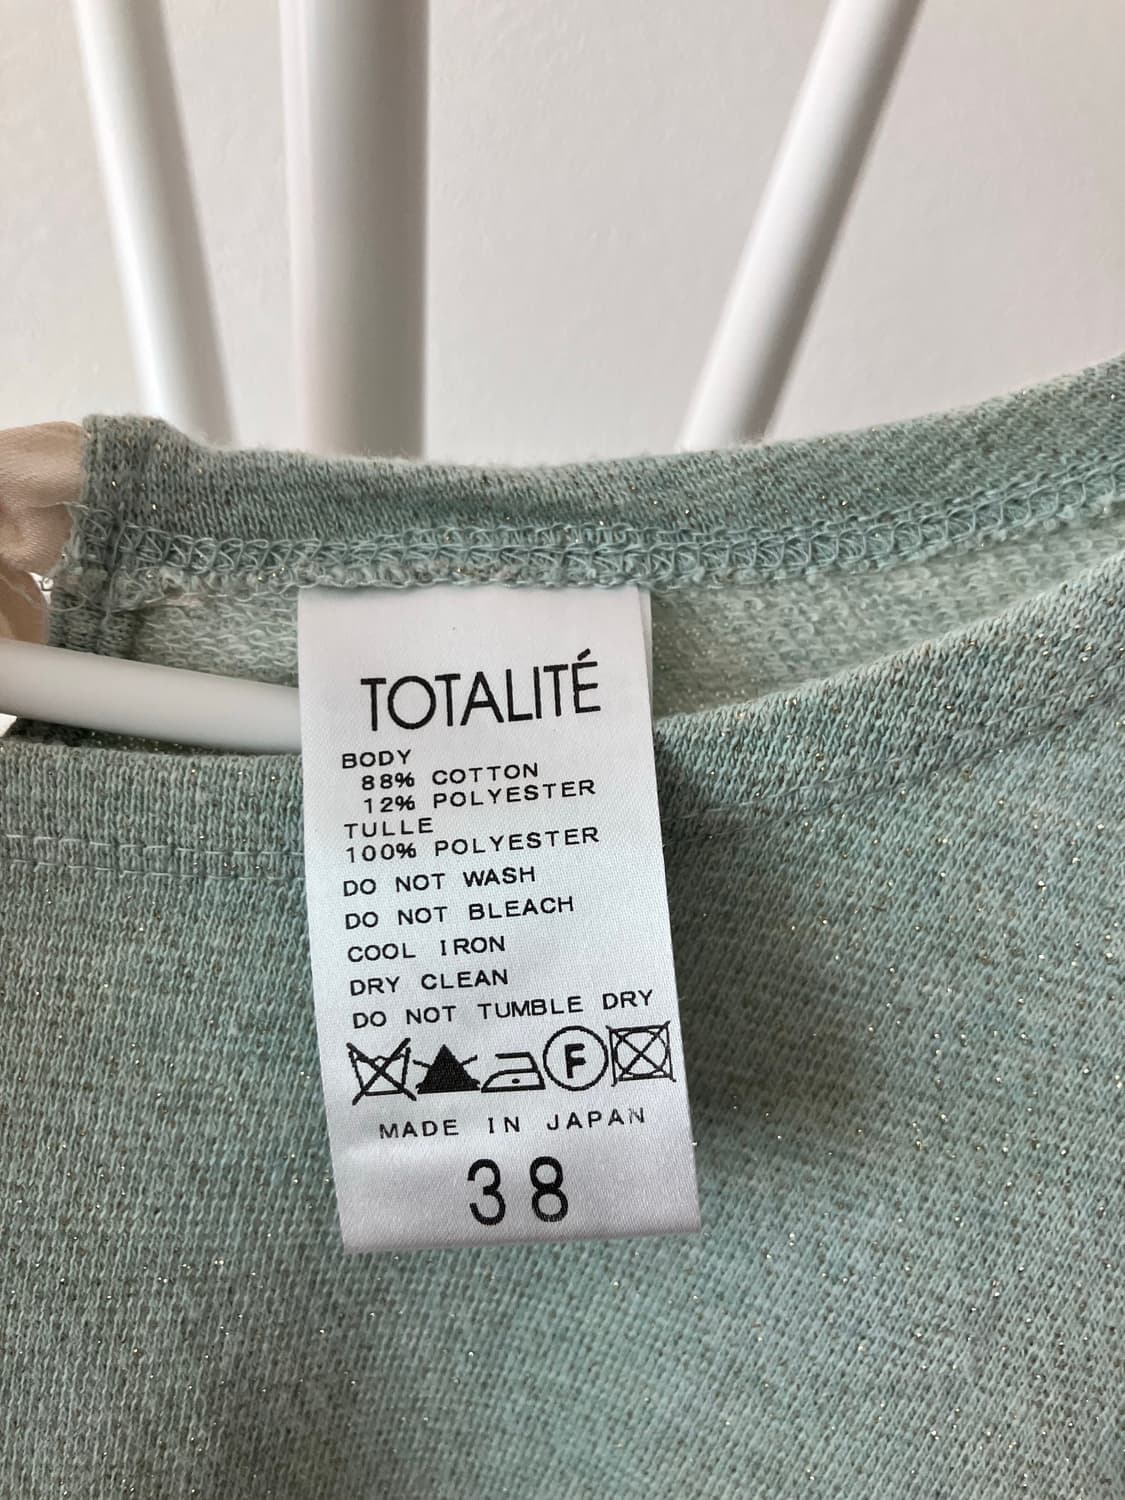 TOTALITÉ
BODY
88% COTTON
12% POLYESTER
TULLE
100% POLYESTER
DO NOT WASH
DO NOT BLEACH
COOL IRON
DRY CLEAN
DO NOT TUMBLE DRY
F
MADE IN JAPAN
38